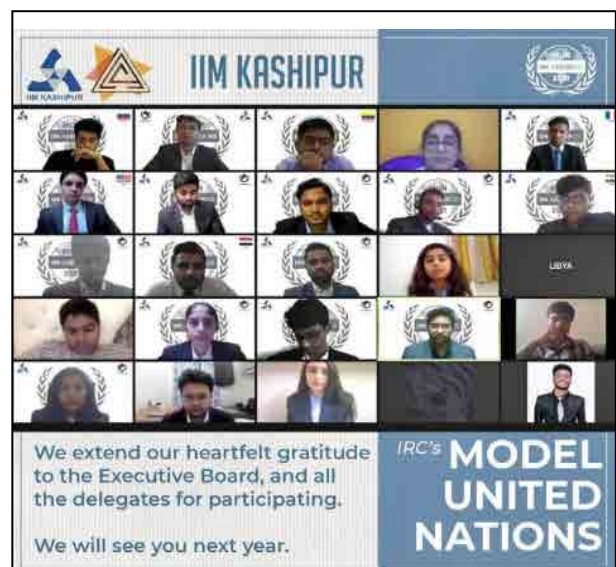 IIM KASHIPUR
IIM KASHIPUR
LIBYA
We extend our heartfelt gratitude
to the Executive Board, and all
the delegates for participating.
We will see you next year.
IRC's MODEL
UNITED
NATIONS